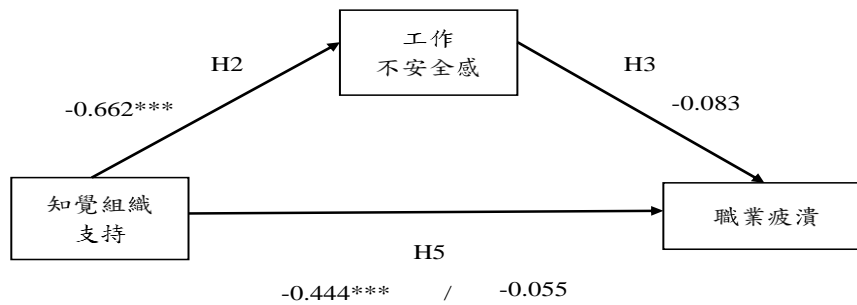 工作
不安全感
H2
H3
-0.662***
-0.083
知覺組織
支持
職業疲潰
H5
-0.444*** / -0.055